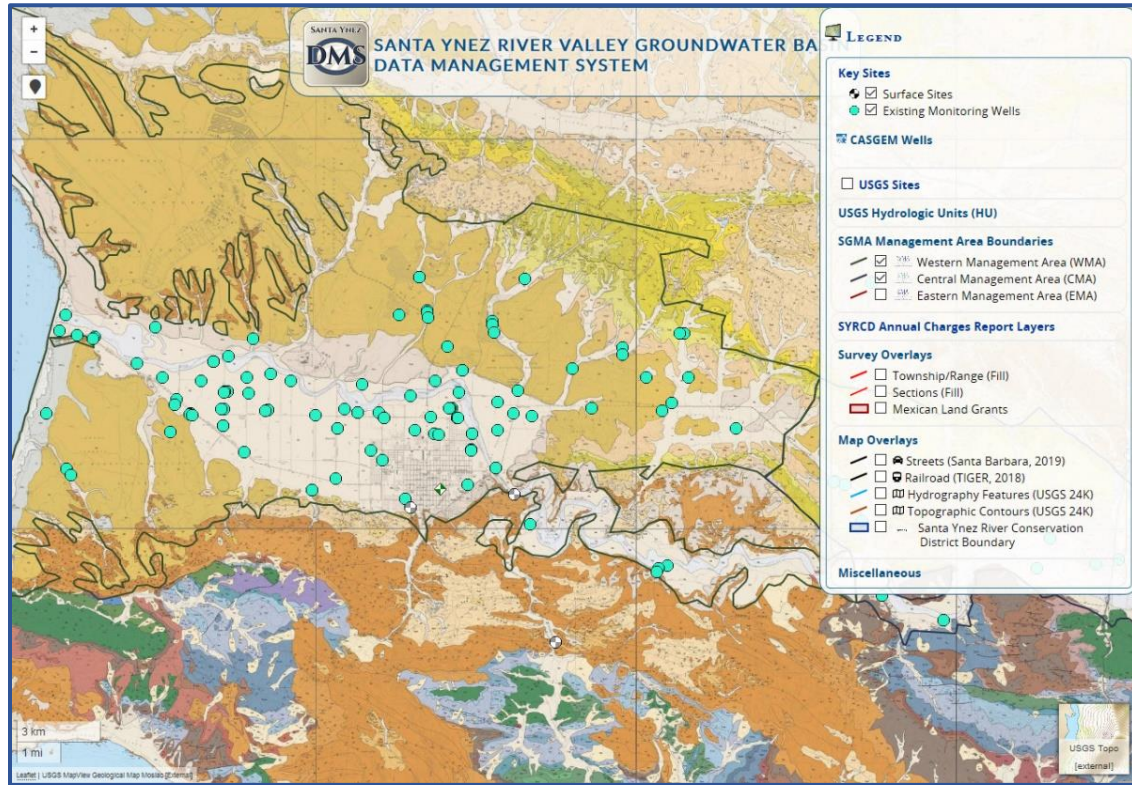 +
−
SANTA YNEZ
DMS
SANTA YNEZ RIVER VALLEY GROUNDWATER BASIN
DATA MANAGEMENT SYSTEM
LEGEND
Key Sites
Surface Sites
Existing Monitoring Wells
CASGEM Wells
USGS Sites
USGS Hydrologic Units (HU)
SGMA Management Area Boundaries
Western Management Area (WMA)
Central Management Area (CMA)
Eastern Management Area (EMA)
SYRCD Annual Charges Report Layers
Survey Overlays
Township/Range (Fill)
Sections (Fill)
Mexican Land Grants
Map Overlays
Streets (Santa Barbara, 2019)
Railroad (TIGER, 2018)
Hydrography Features (USGS 24K)
Topographic Contours (USGS 24K)
Santa Ynez River Conservation
District Boundary
Miscellaneous
3 km
1 mi
Leaflet | USGS MapView Geological Map Mosaic [External]
USGS Topo
[external]